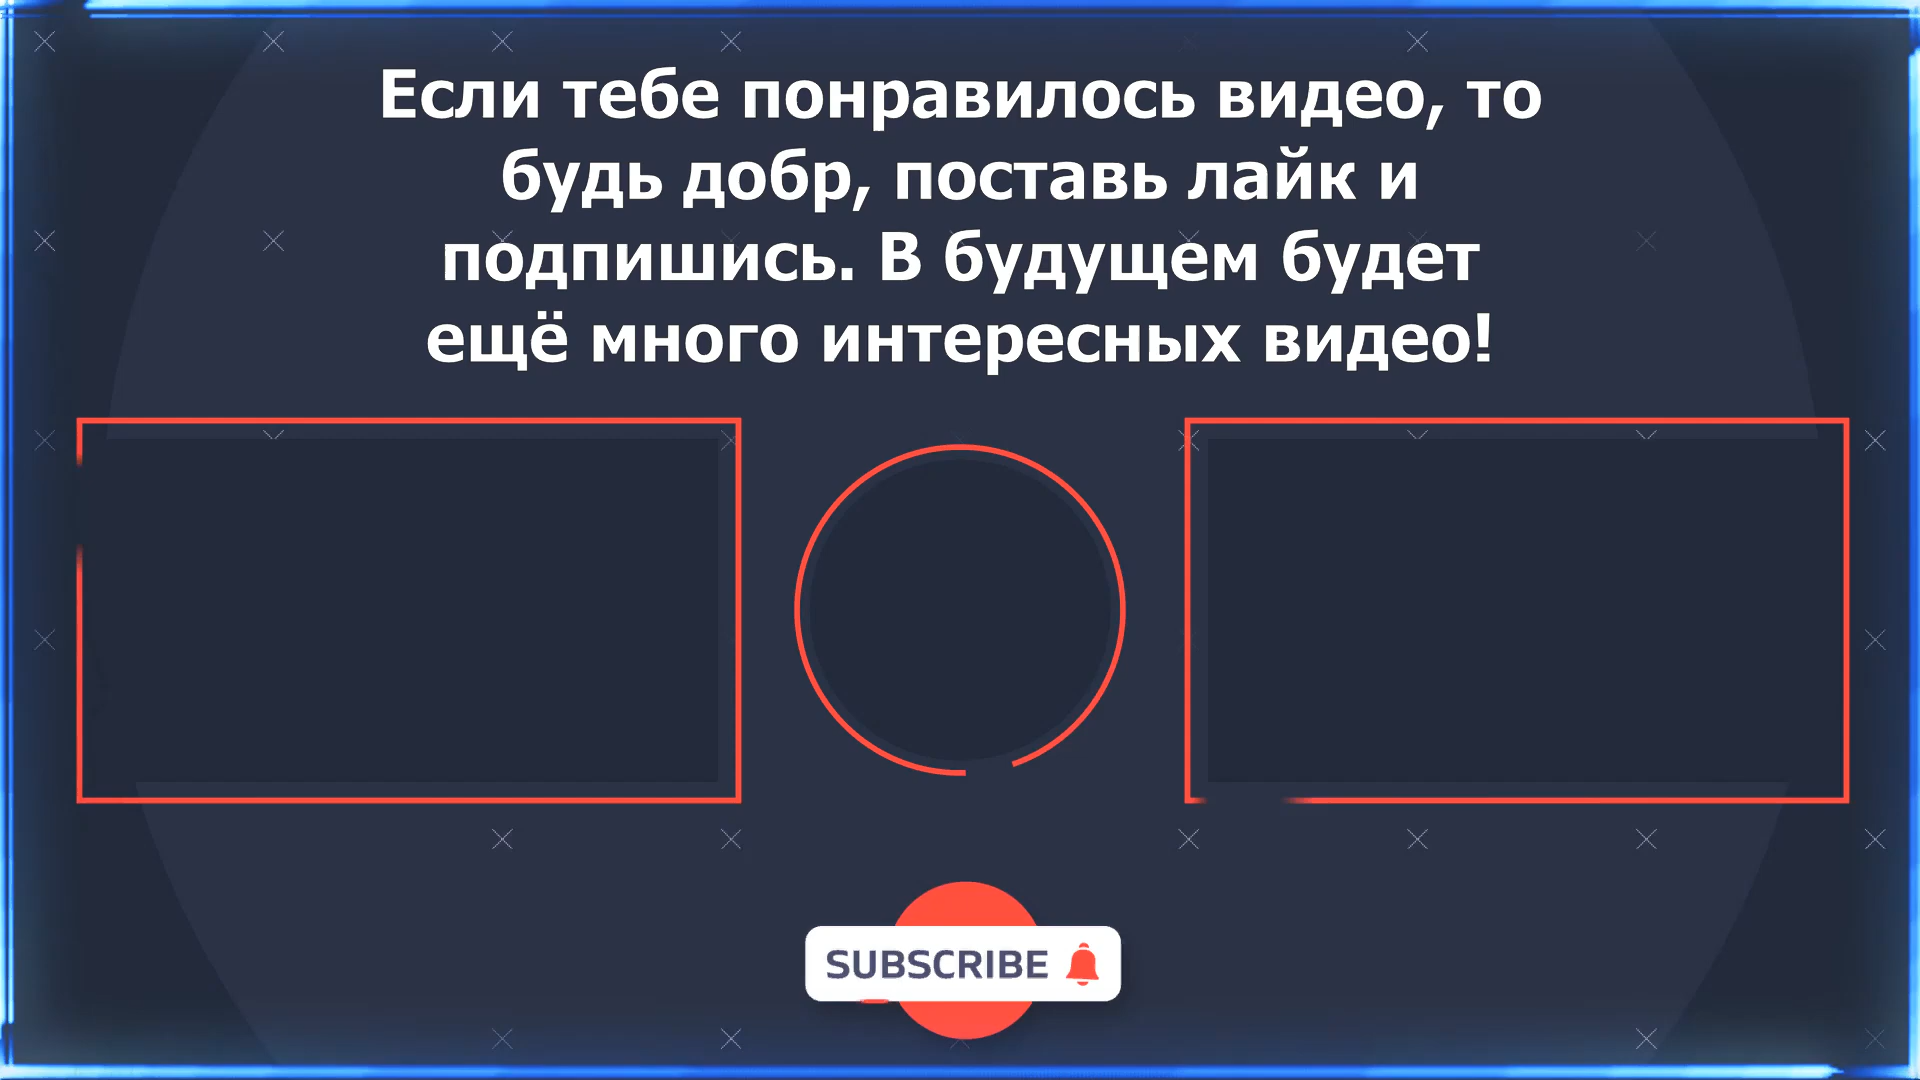 Если тебе понравилось видео, то
будь добр, поставь лайк и
подпишись. В будущем будет
ещё много интересных видео!
SUBSCRIBE